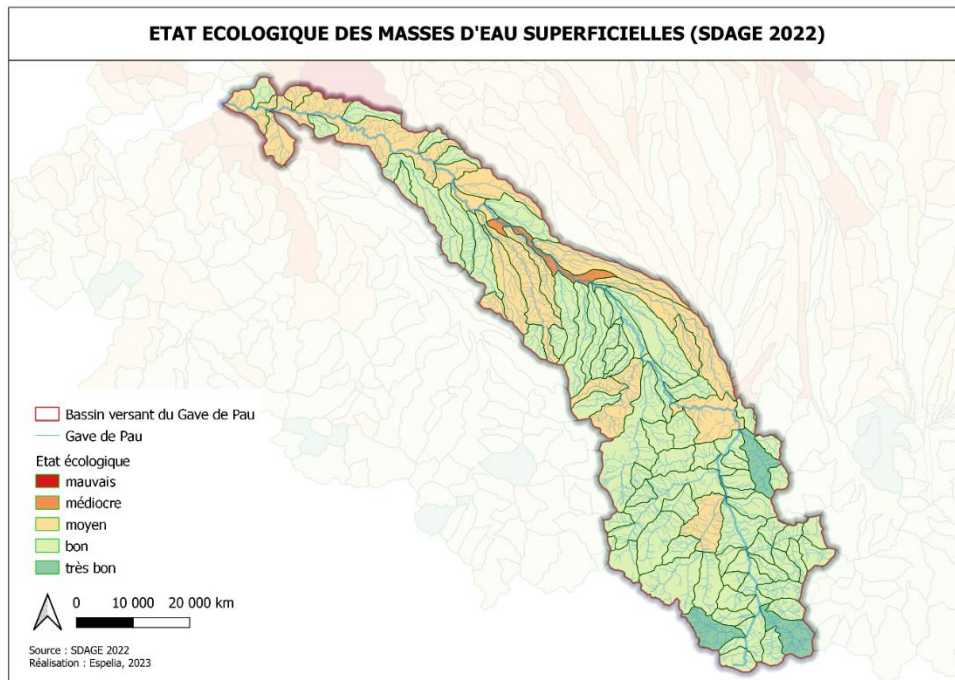 ETAT ECOLOGIQUE DES MASSES D'EAU SUPERFICIELLES (SDAGE 2022)
Bassin versant du Gave de Pau
Gave de Pau
Etat écologique
mauvais
médiocre
moyen
bon
très bon
0 10 000 20 000 km
Source : SDAGE 2022
Réalisation : Espelia, 2023